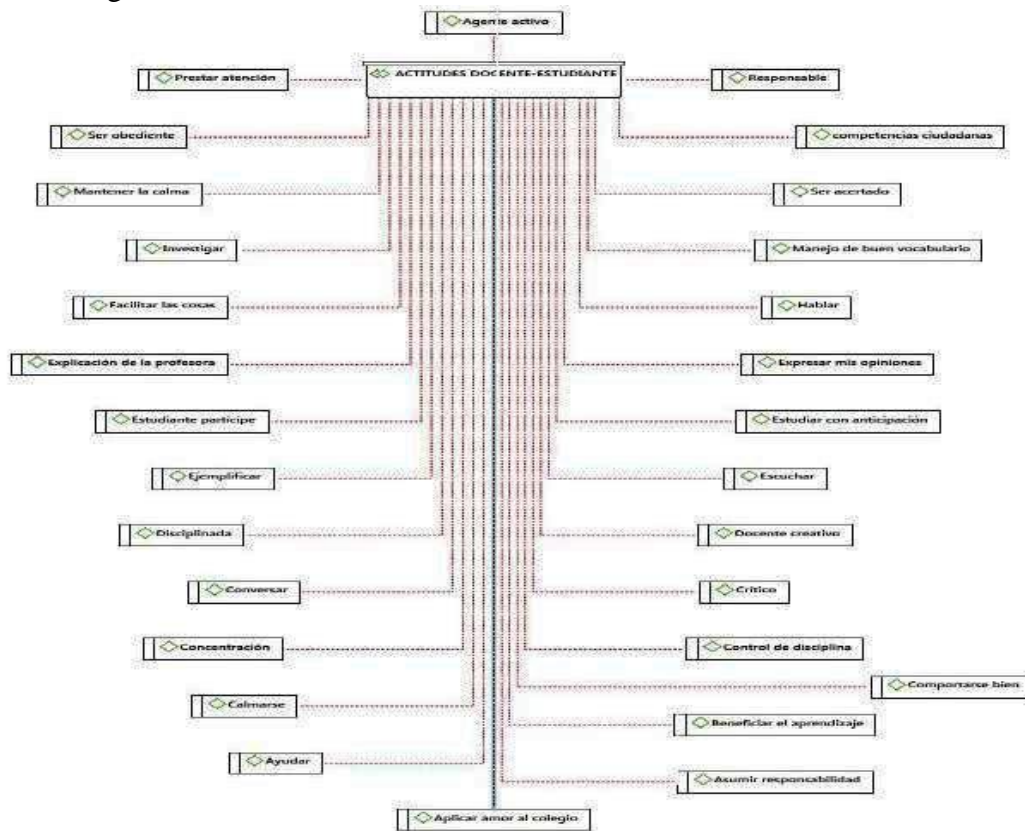 Agente activo
ACTITUDES DOCENTE-ESTUDIANTE
Prestar atención
Responsable
Ser obediente
competencias ciudadanas
Mantener la calma
Ser acertado
Investigar
Manejo de buen vocabulario
Facilitar las cosas
Hablar
Explicación de la profesora
Expresar mis opiniones
Estudiante participe
Estudiar con anticipación
Ejemplificar
Escuchar
Disciplinada
Docente creativo
Conversar
Critico
Concentración
Control de disciplina
Comportarse bien
Calmarse
Beneficiar el aprendizaje
Ayudar
Asumir responsabilidad
Aplicar amor al colegio